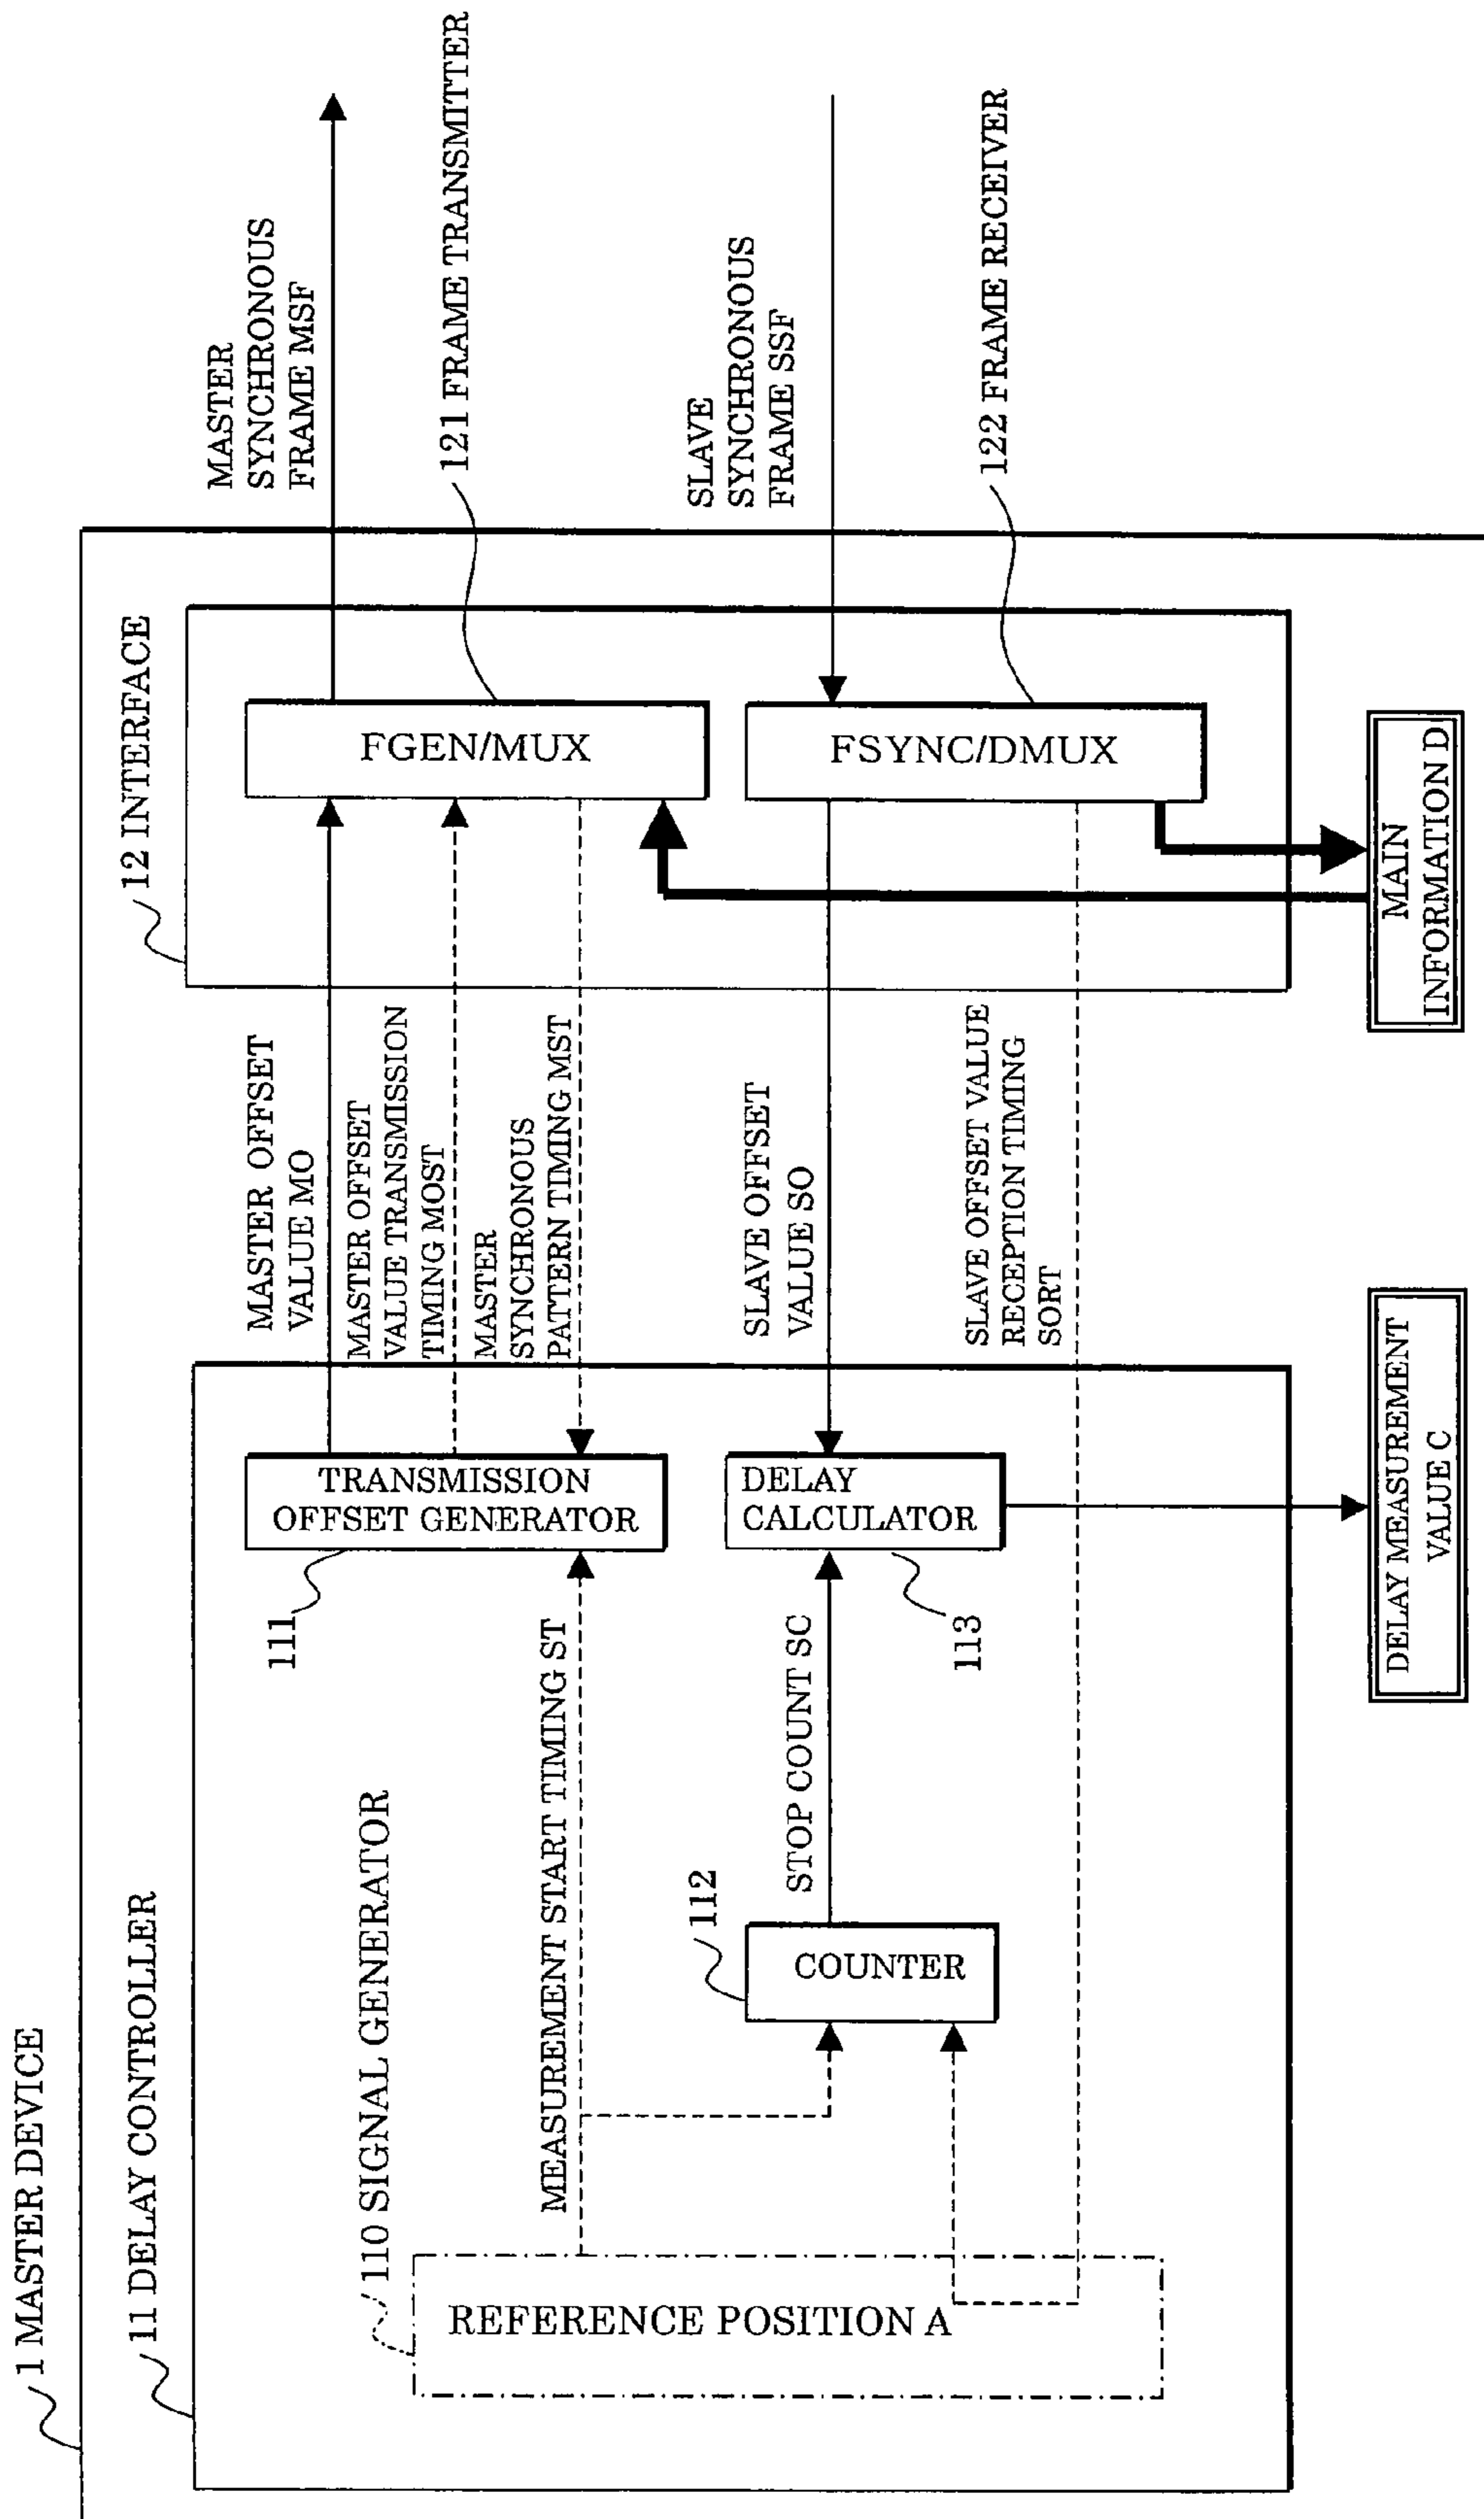 1 MASTER DEVICE
11 DELAY CONTROLLER
12 INTERFACE
MASTER
SYNCHRONOUS
FRAME MSF
110 SIGNAL GENERATOR
111
TRANSMISSION
OFFSET GENERATOR
MASTER OFFSET
VALUE MO
MASTER OFFSET
VALUE TRANSMISSION
TIMING MOST
MASTER
SYNCHRONOUS
PATTERN TIMING MST
FGEN/MUX
121 FRAME TRANSMITTER
REFERENCE POSITION A
MEASUREMENT START TIMING ST
112
COUNTER
STOP COUNT SC
DELAY
CALCULATOR
113
SLAVE OFFSET
VALUE SO
SLAVE OFFSET VALUE
RECEPTION TIMING
SORT
FSYNC/DMUX
SLAVE
SYNCHRONOUS
FRAME SSF
122 FRAME RECEIVER
DELAY MEASUREMENT
VALUE C
MAIN
INFORMATION D